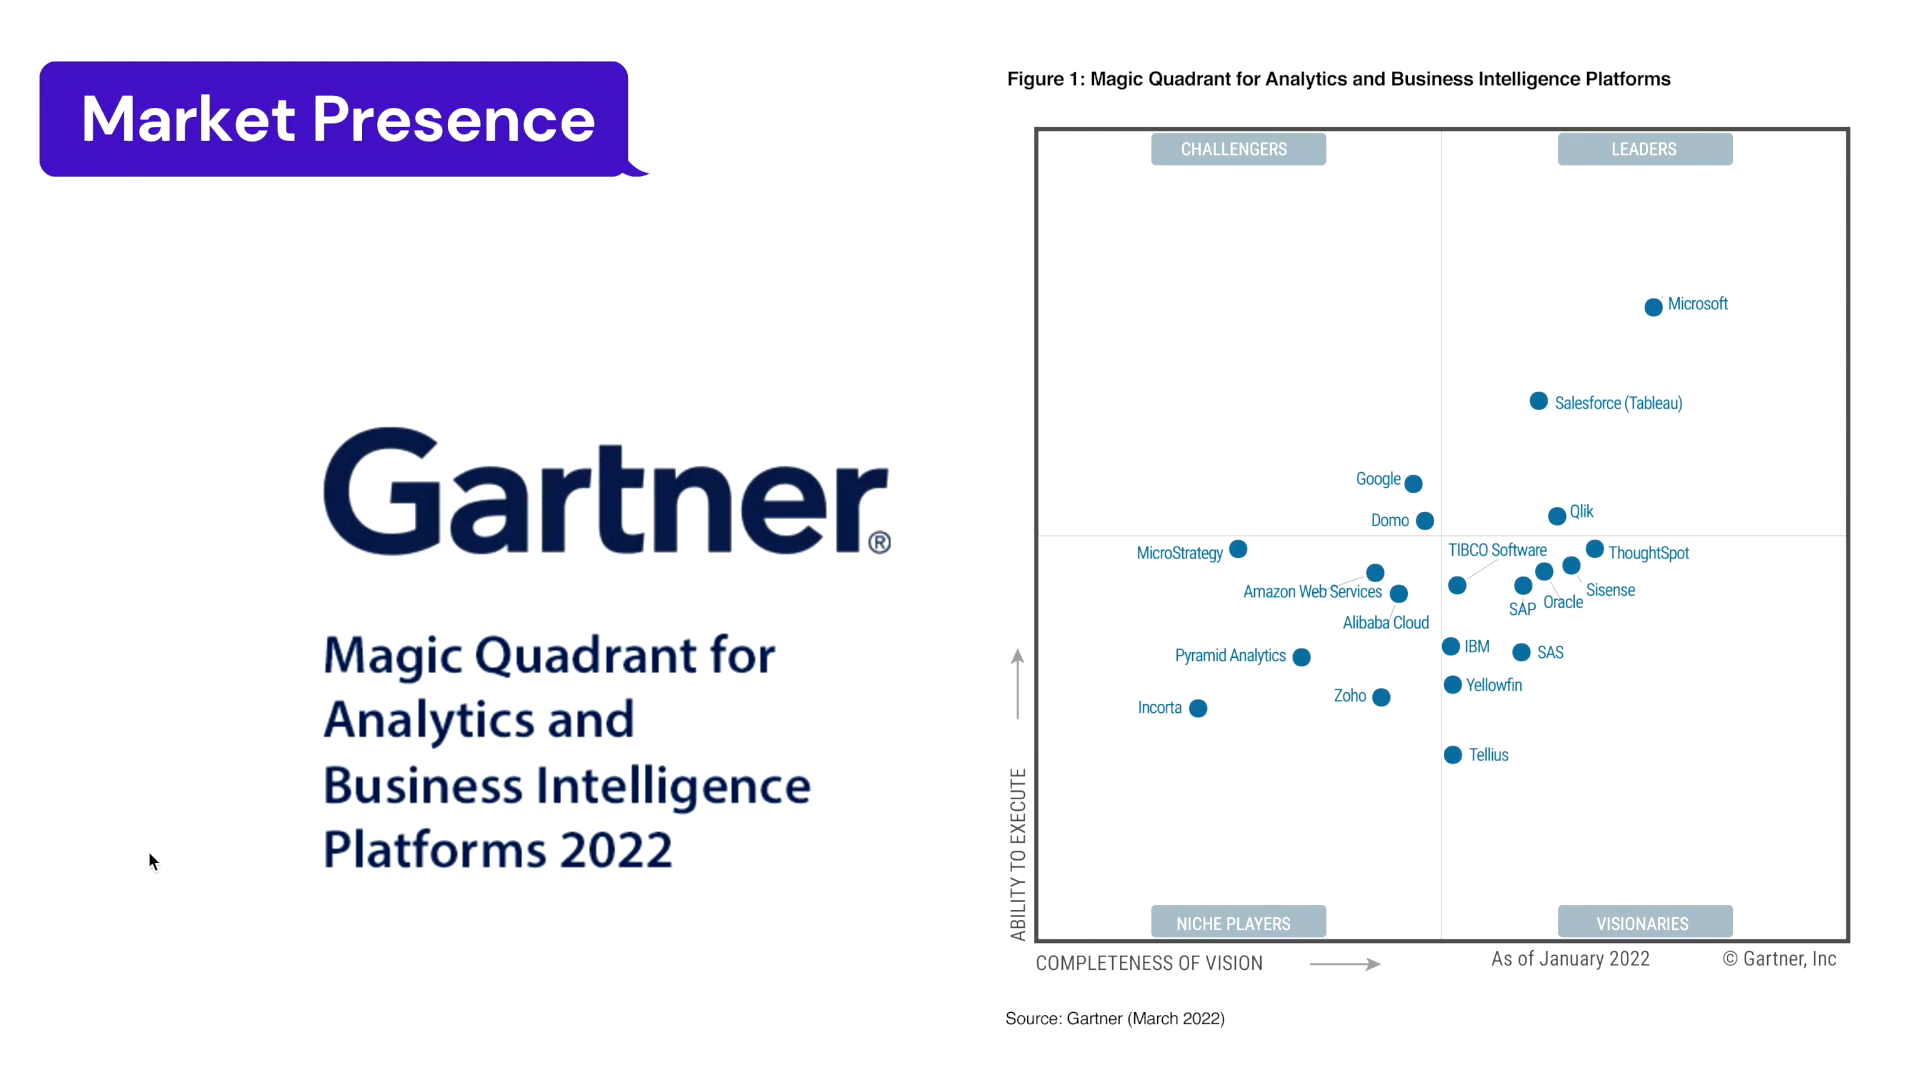 Market Presence
Gartner®
Magic Quadrant for
Analytics and
Business Intelligence
Platforms 2022
Figure 1: Magic Quadrant for Analytics and Business Intelligence Platforms
CHALLENGERS
LEADERS
Microsoft
Salesforce (Tableau)
Google
Domo
Qlik
MicroStrategy
TIBCO Software
ThoughtSpot
Amazon Web Services
Sisense
SAP
Oracle
Alibaba Cloud
IBM
SAS
Pyramid Analytics
Yellowfin
Zoho
Incorta
Tellius
ABILITY TO EXECUTE
NICHE PLAYERS
VISIONARIES
COMPLETENESS OF VISION
As of January 2022
© Gartner, Inc
Source: Gartner (March 2022)